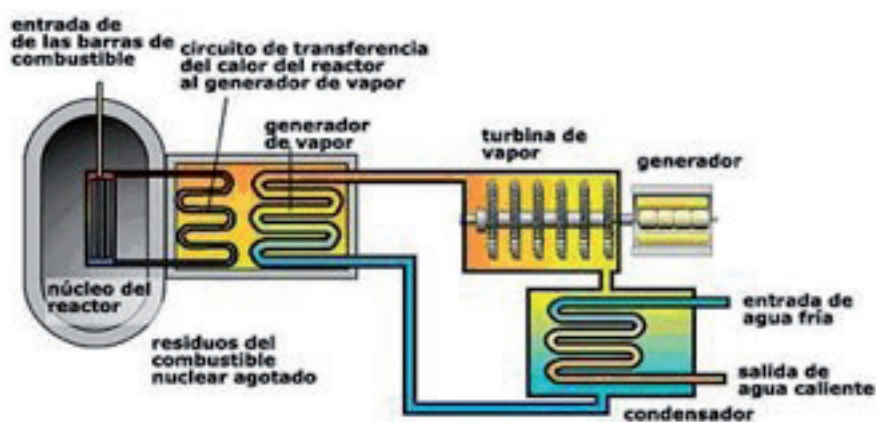 entrada de
de las barras de
combustible
circuito de transferencia
del calor del reactor
al generador de vapor
generador
de vapor
turbina de
vapor
generador
núcleo del
reactor
residuos del
combustible
nuclear agotado
entrada de
agua fría
salida de
agua caliente
condensador